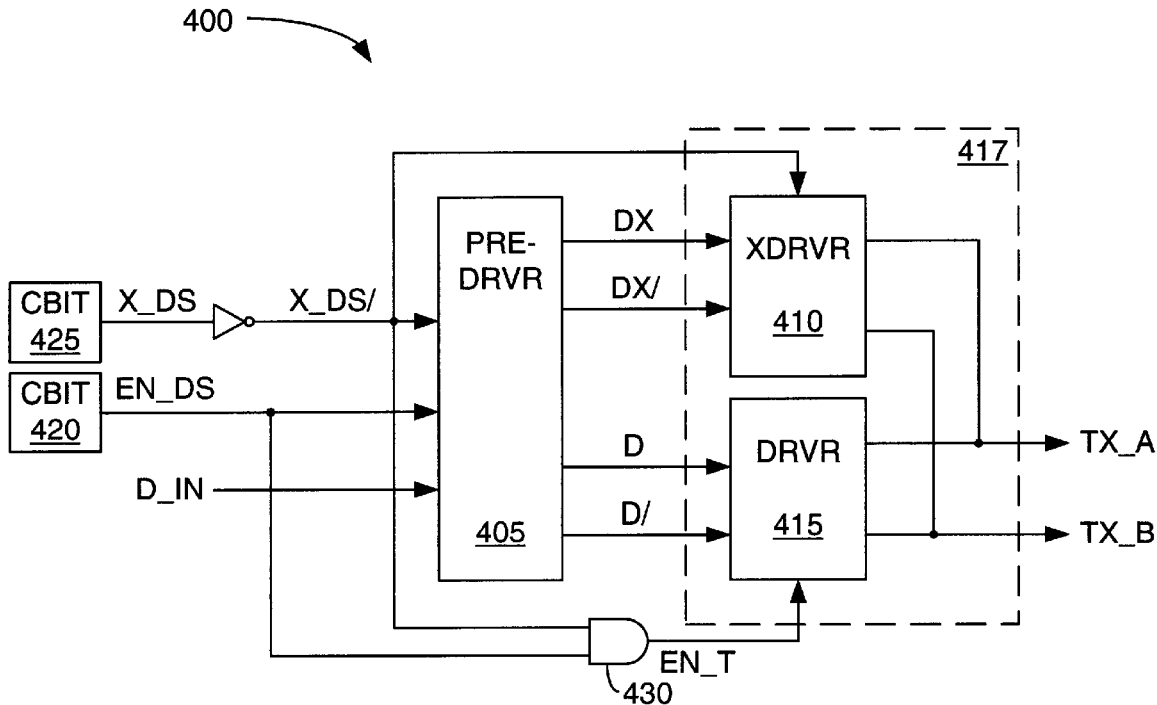 400
417
PRE-
DRVR
405
DX
DX/
XDRVR
410
CBIT
425
X_DS
X_DS/
CBIT
420
EN_DS
D_IN
D
D/
DRVR
415
TX_A
TX_B
EN_T
430